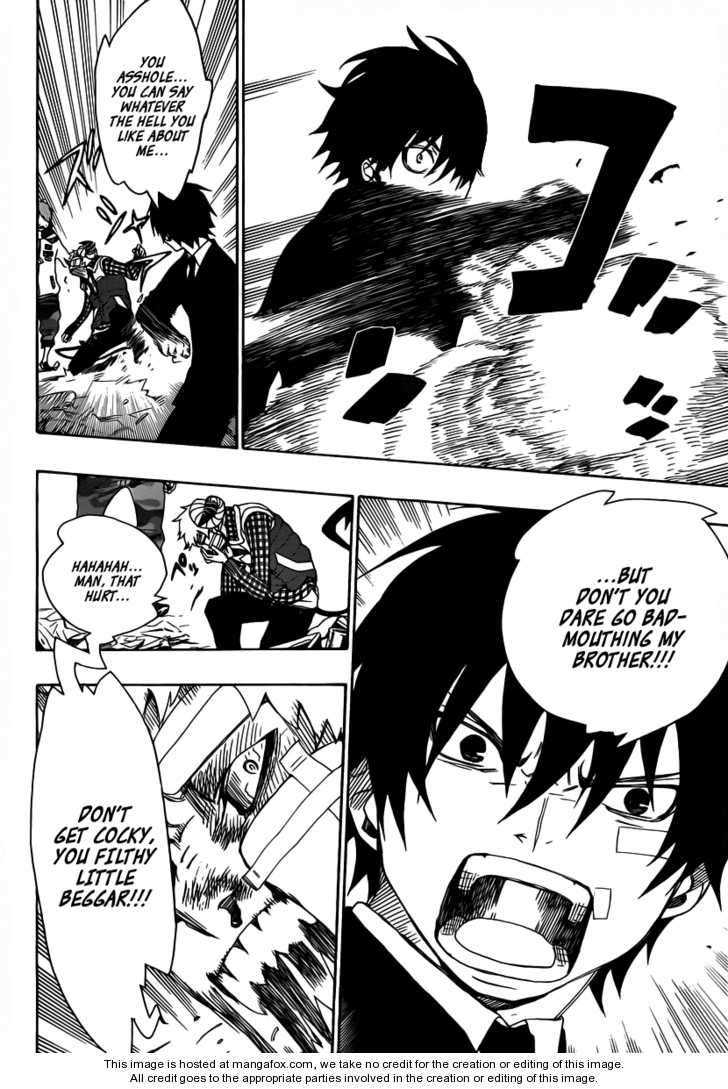 YOU
ASSHOLE...
YOU CAN SAY
WHATEVER
THE HELL YOU
LIKE ABOUT
ME...
...BUT
DON'T YOU
DARE GO BAD-
MOUTHING MY
BROTHER!!!
HAHAHAH...
MAN, THAT
HURT...
DON'T
GET COCKY,
YOU FILTHY
LITTLE
BEGGAR!!!
This image is hosted at mangafox.com, we take no credit for the creation or editing of this image.
All credit goes to the appropriate parties involved in the creation or editing of this image.